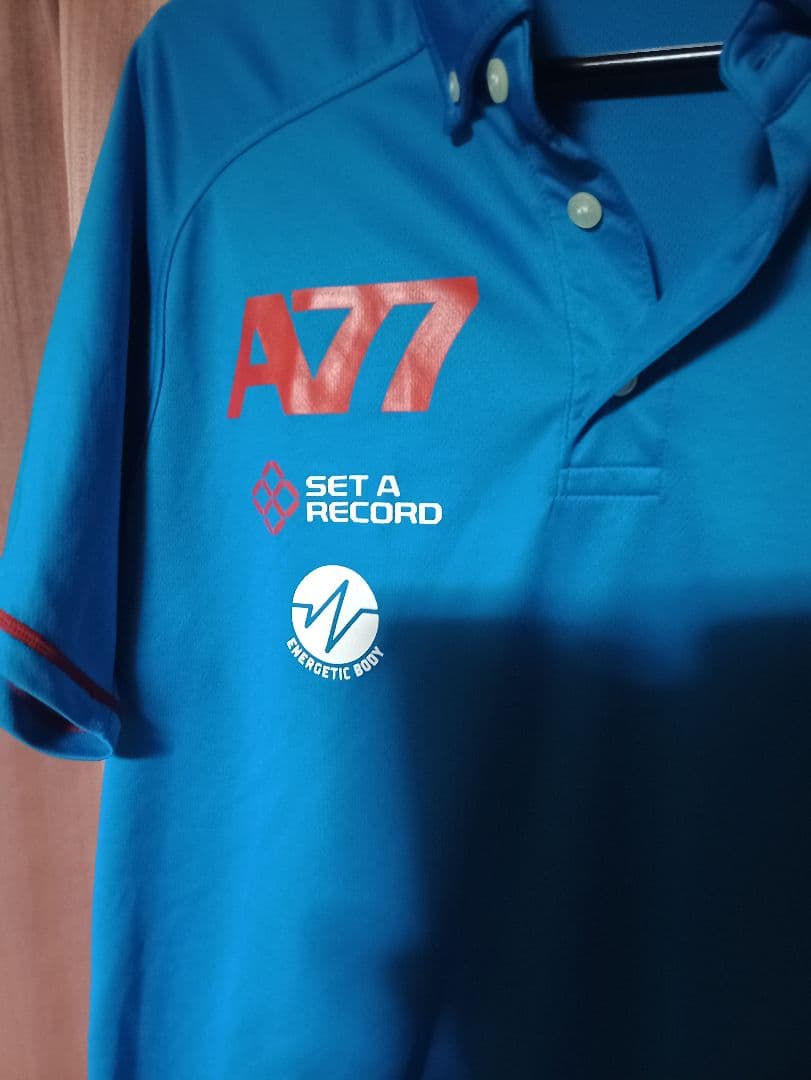 A77
SET A
RECORD
ENERGETIC BODY